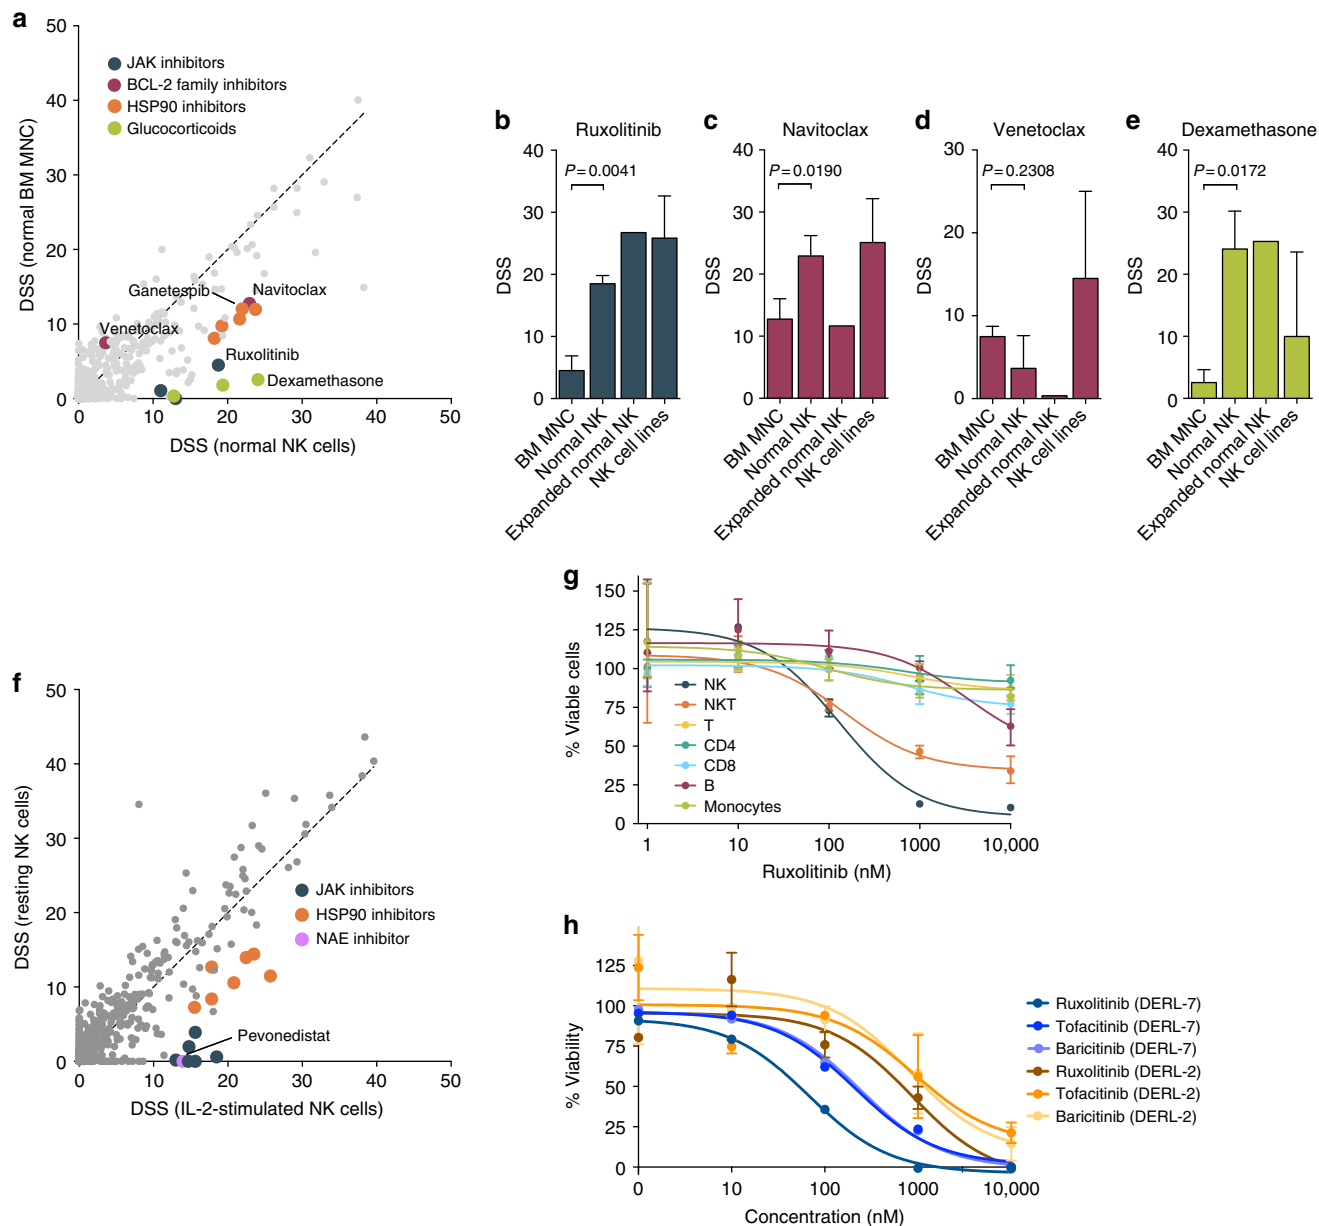 a
50
40
30
20
10
0
DSS (normal BM MNC)
JAK inhibitors
BCL-2 family inhibitors
HSP90 inhibitors
Glucocorticoids
Ganetespib
Navitoclax
Venetoclax
Ruxolitinib
Dexamethasone
0 10 20 30 40 50
DSS (normal NK cells)
b
Ruxolitinib
40
30
20
10
0
DSS
P = 0.0041
BM MNC
Normal NK
Expanded normal NK
NK cell lines
c
Navitoclax
40
30
20
10
0
DSS
P = 0.0190
BM MNC
Normal NK
Expanded normal NK
NK cell lines
d
Venetoclax
30
20
10
0
DSS
P = 0.2308
BM MNC
Normal NK
Expanded normal NK
NK cell lines
e
Dexamethasone
40
30
20
10
0
DSS
P = 0.0172
BM MNC
Normal NK
Expanded normal NK
NK cell lines
f
50
40
30
20
10
0
DSS (resting NK cells)
JAK inhibitors
HSP90 inhibitors
NAE inhibitor
Pevonedistat
0 10 20 30 40 50
DSS (IL-2-stimulated NK cells)
g
150
125
100
75
50
25
0
% Viable cells
NK
NKT
T
CD4
CD8
B
Monocytes
1 10 100 1000 10,000
Ruxolitinib (nM)
h
125
100
75
50
25
0
% Viability
0 10 100 1000 10,000
Concentration (nM)
Ruxolitinib (DERL-7)
Tofacitinib (DERL-7)
Baricitinib (DERL-7)
Ruxolitinib (DERL-2)
Tofacitinib (DERL-2)
Baricitinib (DERL-2)